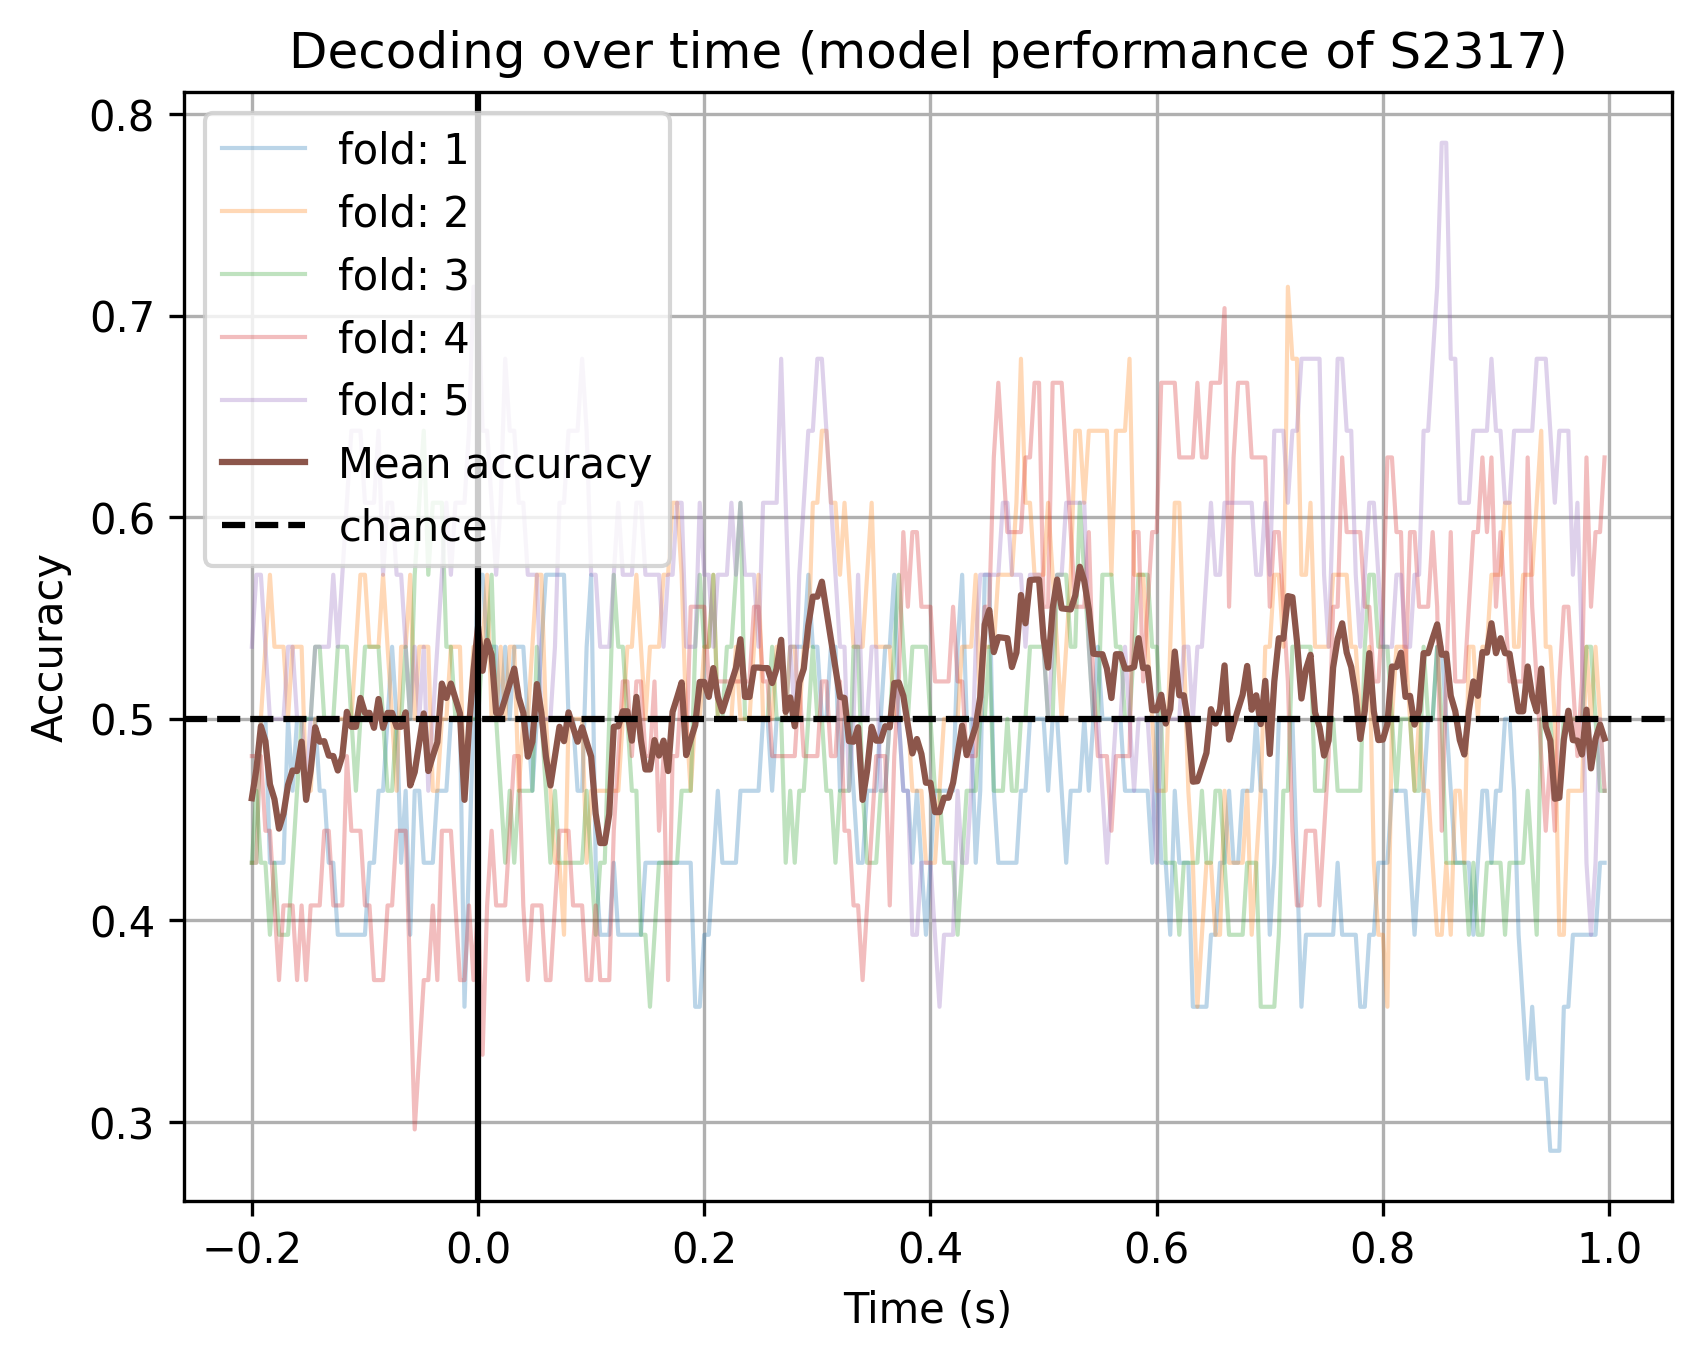 Decoding over time (model performance of S2317)
0.8
0.7
0.6
0.5
0.4
0.3
Accuracy
fold: 1
fold: 2
fold: 3
fold: 4
fold: 5
Mean accuracy
chance
−0.2 0.0 0.2 0.4 0.6 0.8 1.0
Time (s)